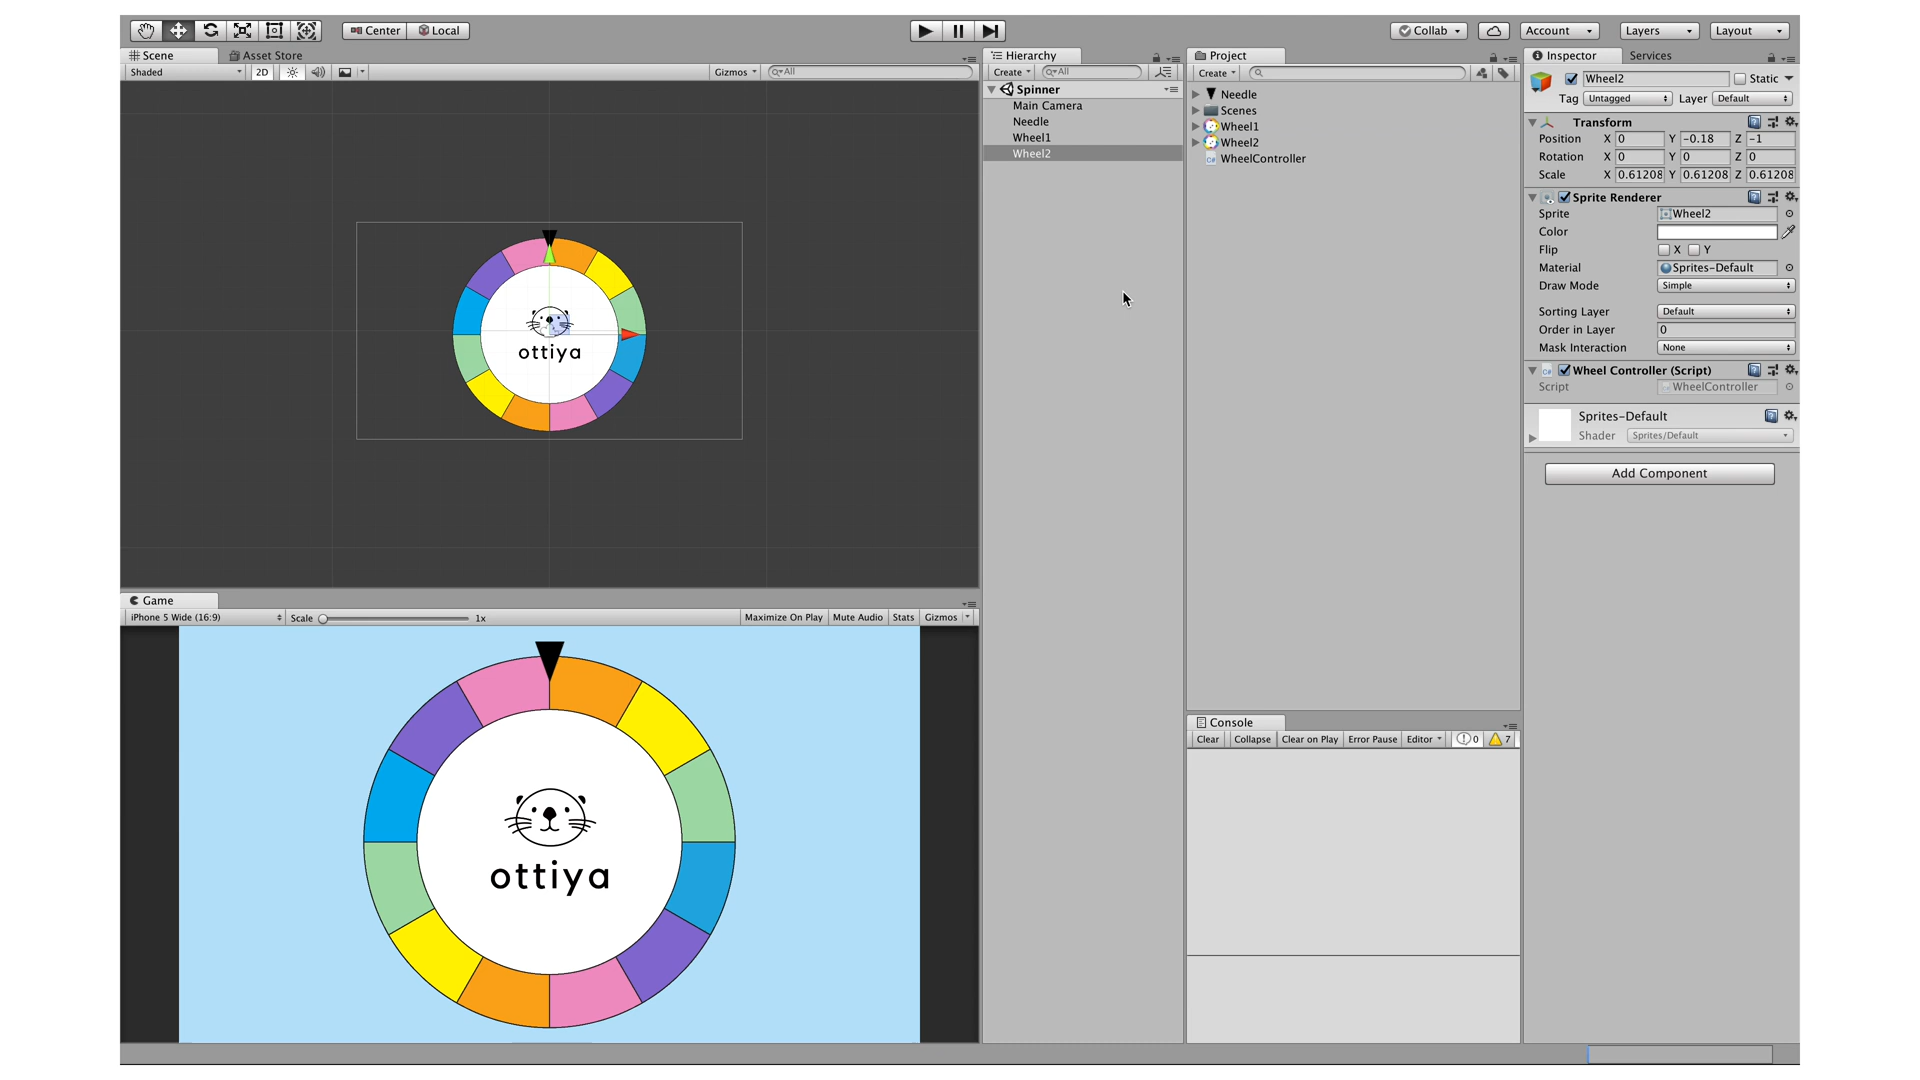 Center Local
Collab Account Layers Layout
Scene Asset Store
Shaded 2D Gizmos All
Hierarchy
Create All
Spinner
Main Camera
Needle
Wheel1
Wheel2
Project
Create
Needle
Scenes
Wheel1
Wheel2
WheelController
Inspector Services
Wheel2 Static
Tag Untagged Layer Default
Transform
Position X 0 Y -0.18 Z -1
Rotation X 0 Y 0 Z 0
Scale X 0.61208 Y 0.61208 Z 0.61208
Sprite Renderer
Sprite Wheel2
Color
Flip X Y
Material Sprites-Default
Draw Mode Simple
Sorting Layer Default
Order in Layer 0
Mask Interaction None
Wheel Controller (Script)
Script WheelController
Sprites-Default
Shader Sprites/Default
Add Component
ottiya
Game
iPhone 5 Wide (16:9) Scale 1x Maximize On Play Mute Audio Stats Gizmos
ottiya
Console
Clear Collapse Clear on Play Error Pause Editor 0 7